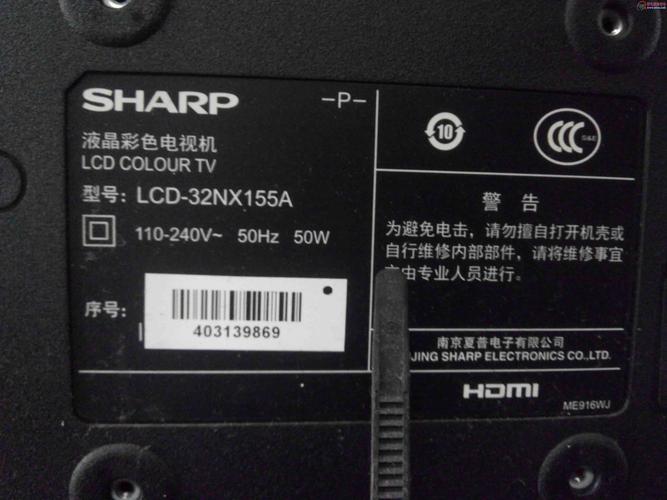 SHARP
-P-
液晶彩色电视机
LCD COLOUR TV
型号: LCD-32NX155A
110-240V~ 50Hz 50W
序号:
403139869
10
CCC
S&E
警告
为避免电击，请勿擅自打开机壳或
自行维修内部部件，请将维修事宜
由专业人员进行。
南京夏普电子有限公司
JING SHARP ELECTRONICS CO.,LTD.
HDMI
ME916WJ